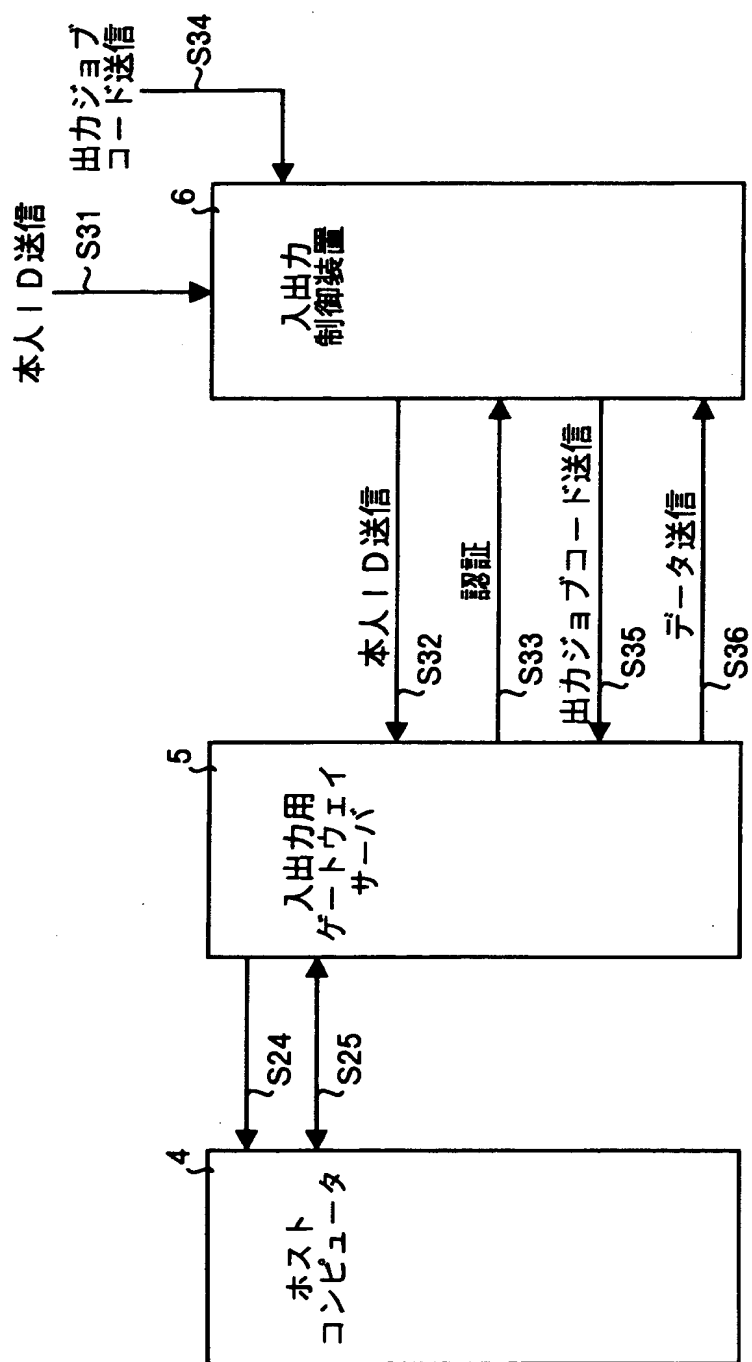 本人ID送信
S31
出力ジョブ
コード送信
S34
4
ホスト
コンピュータ
5
入出力用
ゲートウェイ
サーバ
6
入出力
制御装置
S24
S25
本人ID送信
S32
認証
S33
出力ジョブコード送信
S35
データ送信
S36